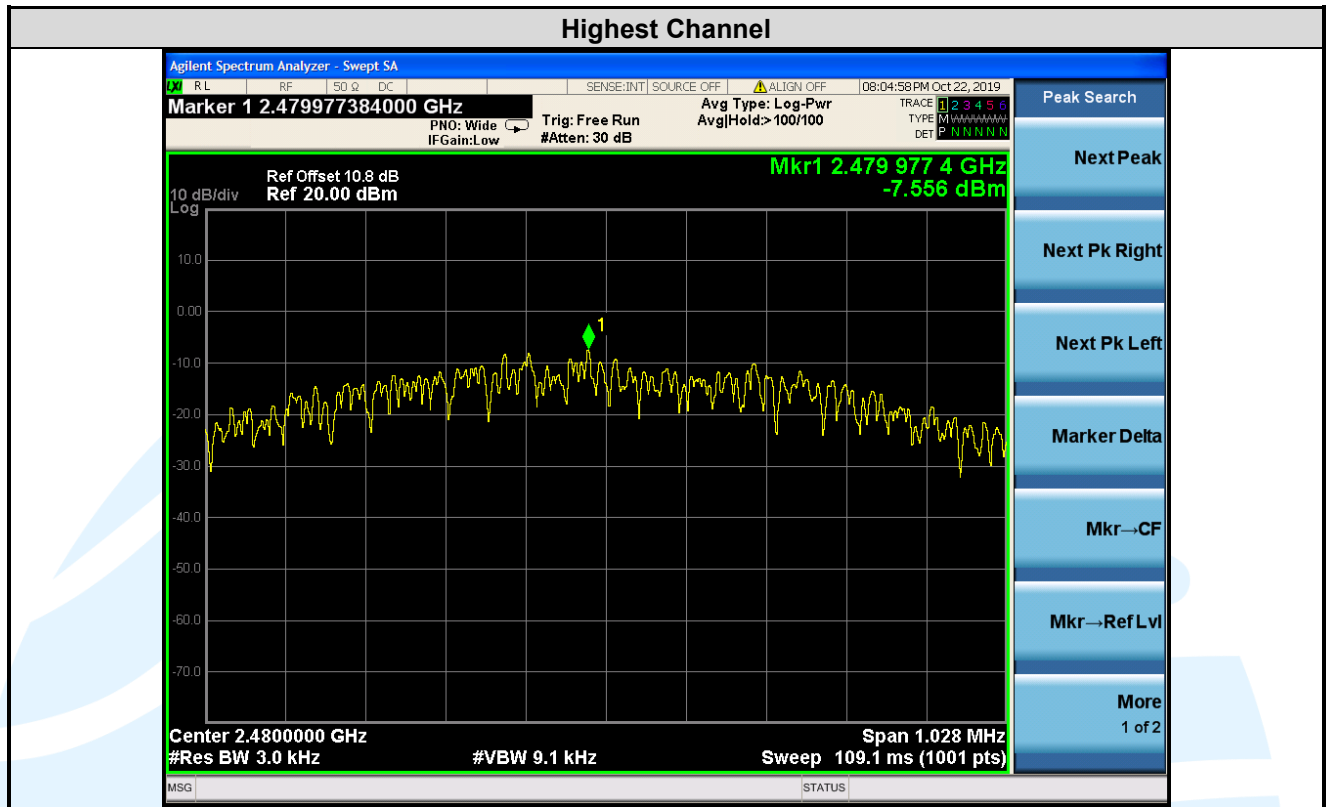 Highest Channel
Agilent Spectrum Analyzer - Swept SA
LXI RL RF 50 Ω DC SENSE:INT SOURCE OFF ALIGN OFF 08:04:58 PM Oct 22, 2019
Marker 1 2.479977384000 GHz
PNO: Wide
IFGain:Low
Trig: Free Run
#Atten: 30 dB
Avg Type: Log-Pwr
Avg|Hold:>100/100
TRACE 1 2 3 4 5 6
TYPE M WWWWW
DET P N N N N N
Peak Search
Mkr1 2.479 977 4 GHz
-7.556 dBm
Ref Offset 10.8 dB
10 dB/div Ref 20.00 dBm
Log
10.0
0.00
-10.0
-20.0
-30.0
-40.0
-50.0
-60.0
-70.0
1
Next Peak
Next Pk Right
Next Pk Left
Marker Delta
Mkr→CF
Mkr→Ref Lvl
More
1 of 2
Center 2.4800000 GHz Span 1.028 MHz
#Res BW 3.0 kHz #VBW 9.1 kHz Sweep 109.1 ms (1001 pts)
MSG STATUS